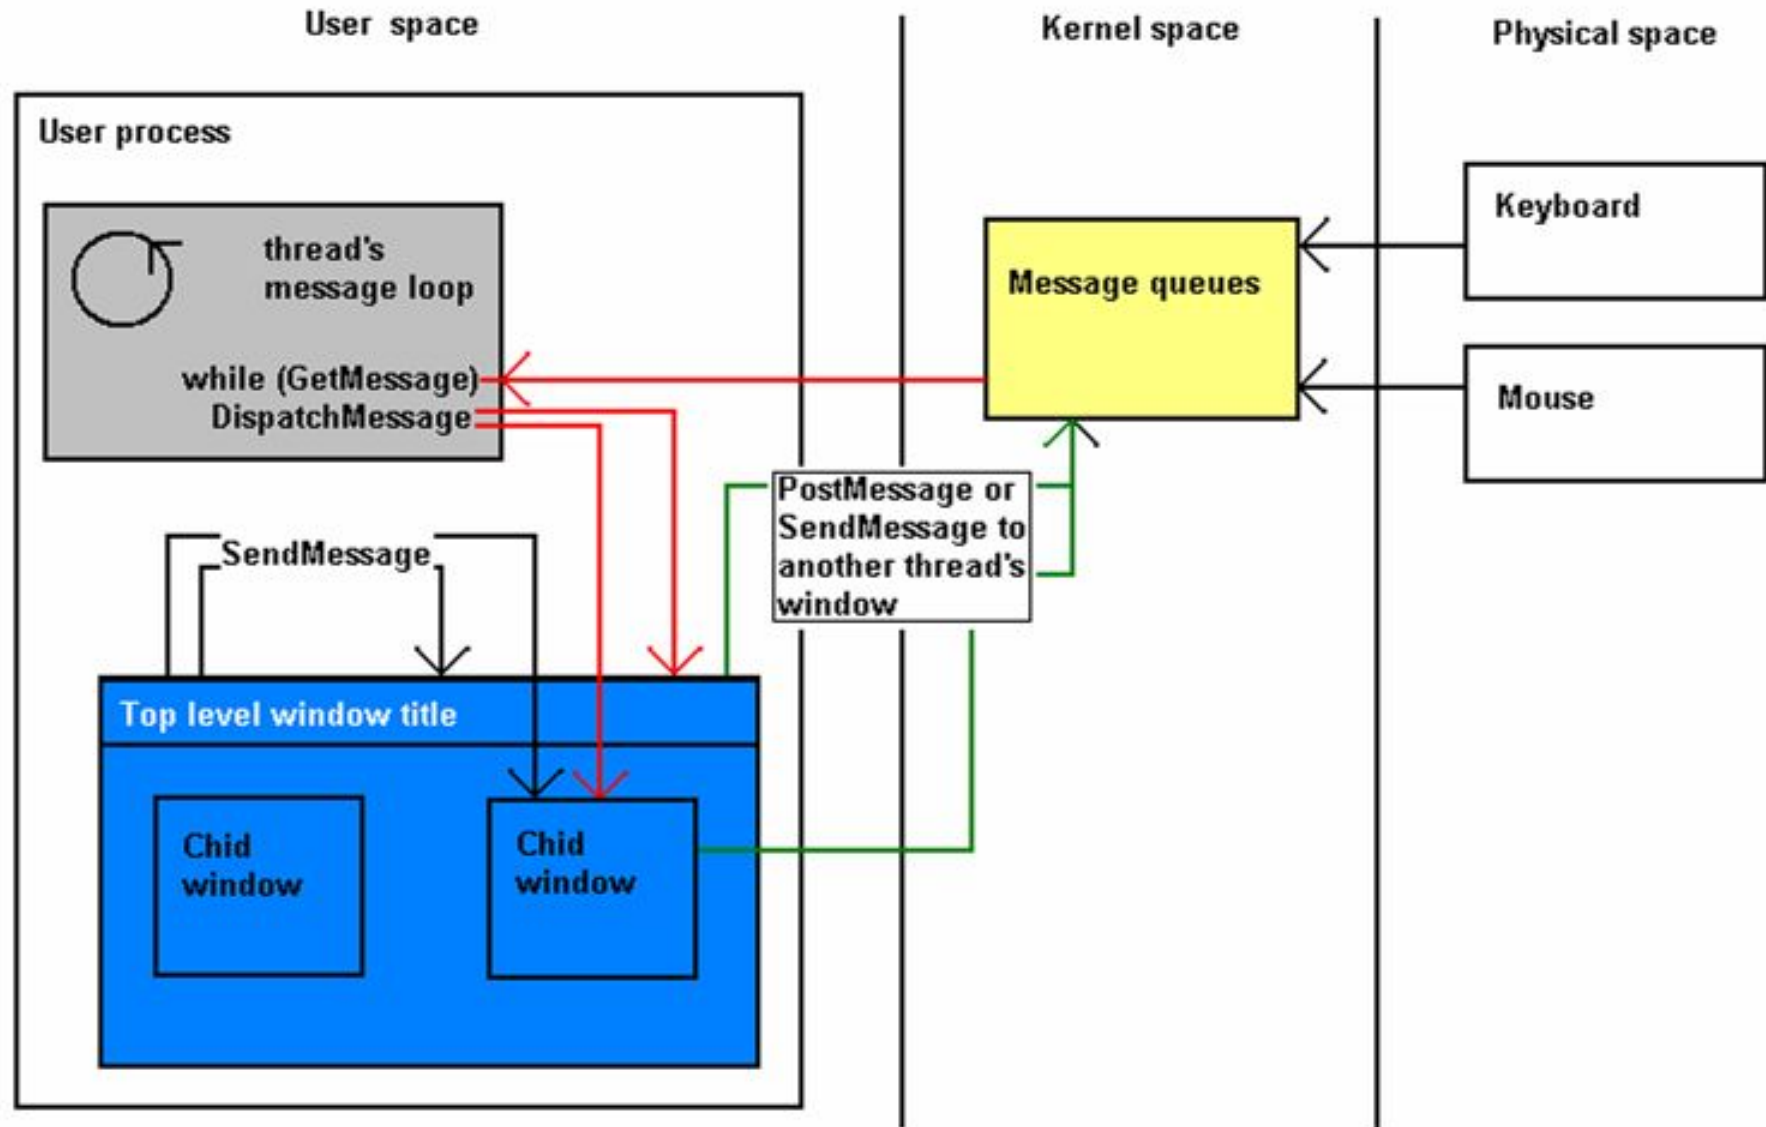 User space
Kernel space
Physical space
User process
thread's
message loop
while (GetMessage)
DispatchMessage
Message queues
Keyboard
Mouse
PostMessage or
SendMessage to
another thread's
window
SendMessage
Top level window title
Chid
window
Chid
window